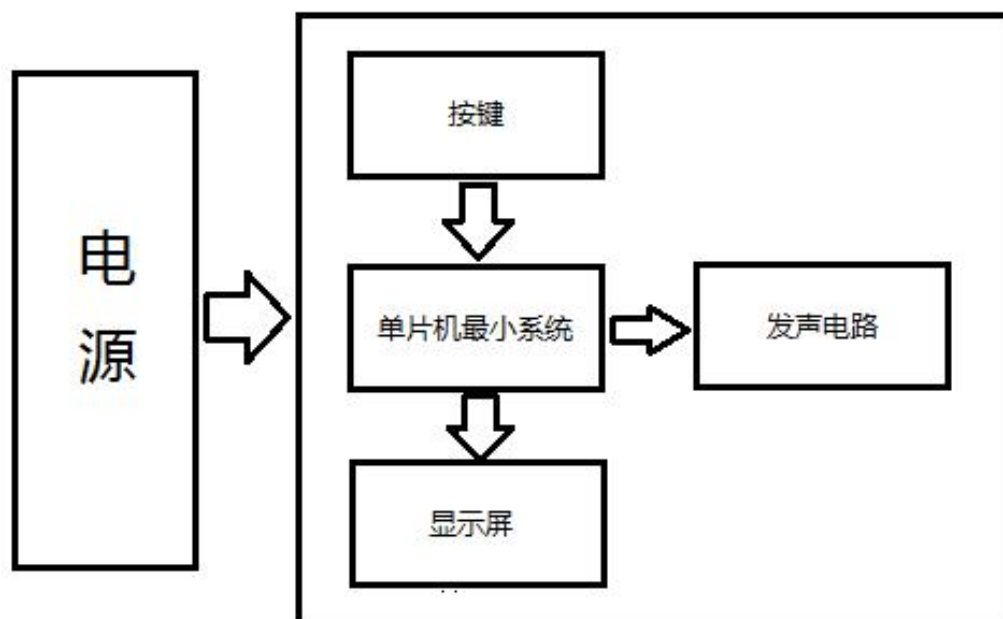 电
源
按键
单片机最小系统
发声电路
显示屏